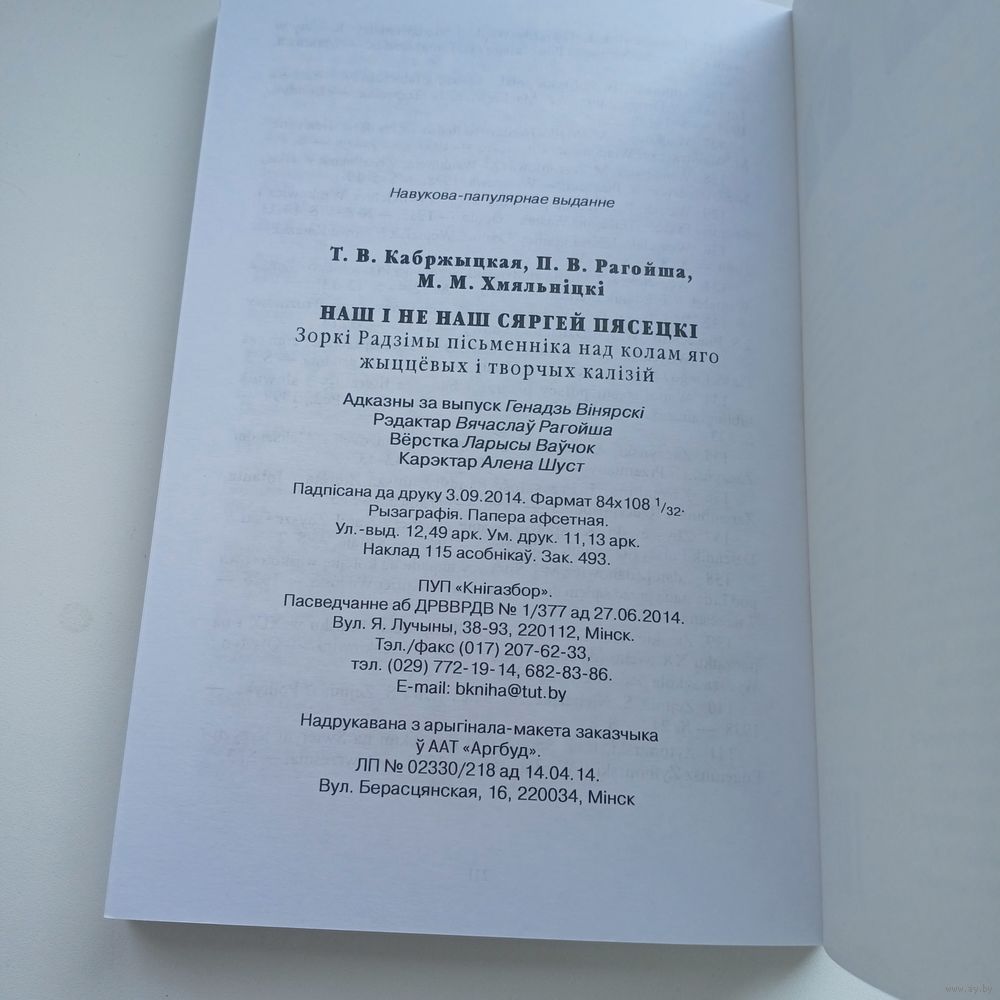 Навукова-папулярнае выданне
Т. В. Кабржыцкая, П. В. Рагойша,
М. М. Хмяльніцкі
НАШ І НЕ НАШ СЯРГЕЙ ПЯСЕЦКІ
Зоркі Радзімы пісьменніка над колам яго
жыццёвых і творчых калізій
Адказны за выпуск Генадзь Вінярскі
Рэдактар Вячаслаў Рагойша
Вёрстка Ларысы Ваўчок
Карэктар Алена Шуст
Падпісана да друку 3.09.2014. Фармат 84х108 1/32.
Рызаграфія. Папера афсетная.
Ул.-выд. 12,49 арк. Ум. друк. 11,13 арк.
Наклад 115 асобнікаў. Зак. 493.
ПУП «Кнігазбор».
Пасведчанне аб ДРВВРДВ № 1/377 ад 27.06.2014.
Вул. Я. Лучыны, 38-93, 220112, Мінск.
Тэл./факс (017) 207-62-33,
тэл. (029) 772-19-14, 682-83-86.
E-mail: bkniha@tut.by
Надрукавана з арыгінала-макета заказчыка
ў ААТ «Аргбуд».
ЛП № 02330/218 ад 14.04.14.
Вул. Берасцянская, 16, 220034, Мінск
www.ay.by